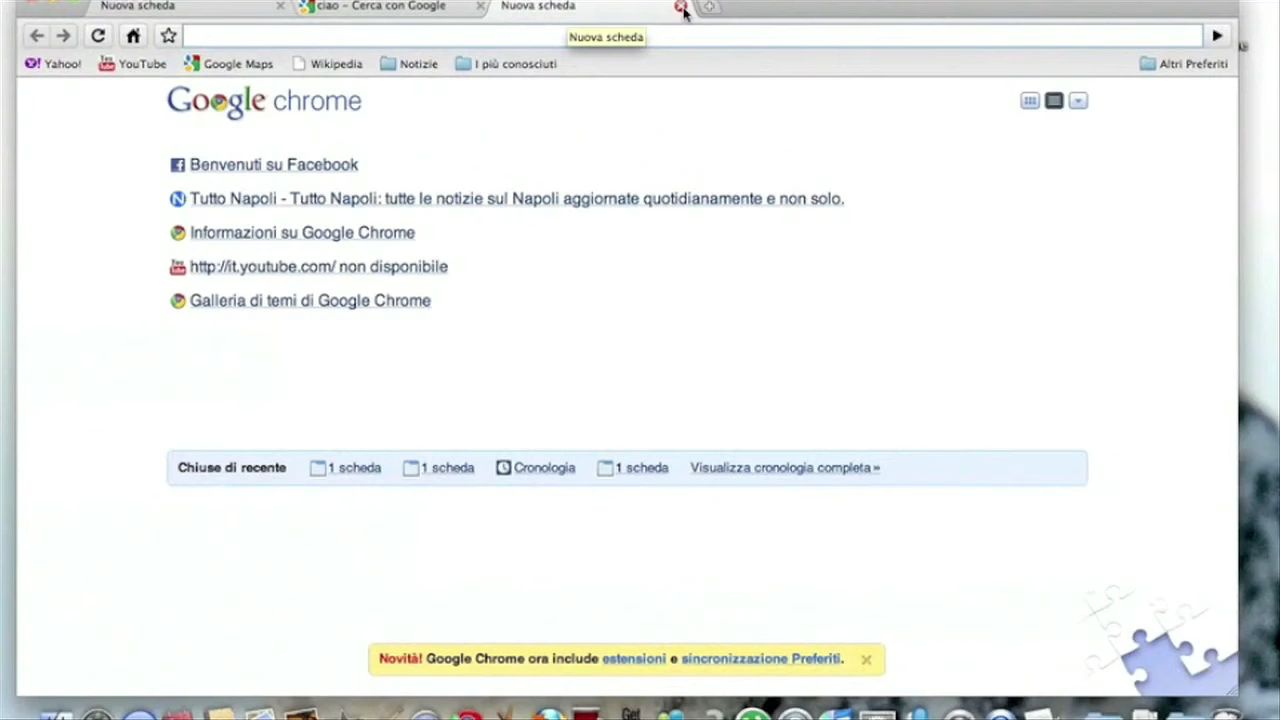 Nuova scheda
ciao - Cerca con Google
Nuova scheda
Nuova scheda
Yahoo!
YouTube
Google Maps
Wikipedia
Notizie
I più conosciuti
Altri Preferiti
Google chrome
Benvenuti su Facebook
Tutto Napoli - Tutto Napoli: tutte le notizie sul Napoli aggiornate quotidianamente e non solo.
Informazioni su Google Chrome
http://it.youtube.com/ non disponibile
Galleria di temi di Google Chrome
Chiuse di recente
1 scheda
1 scheda
Cronologia
1 scheda
Visualizza cronologia completa »
Novità! Google Chrome ora include estensioni e sincronizzazione Preferiti.
Get